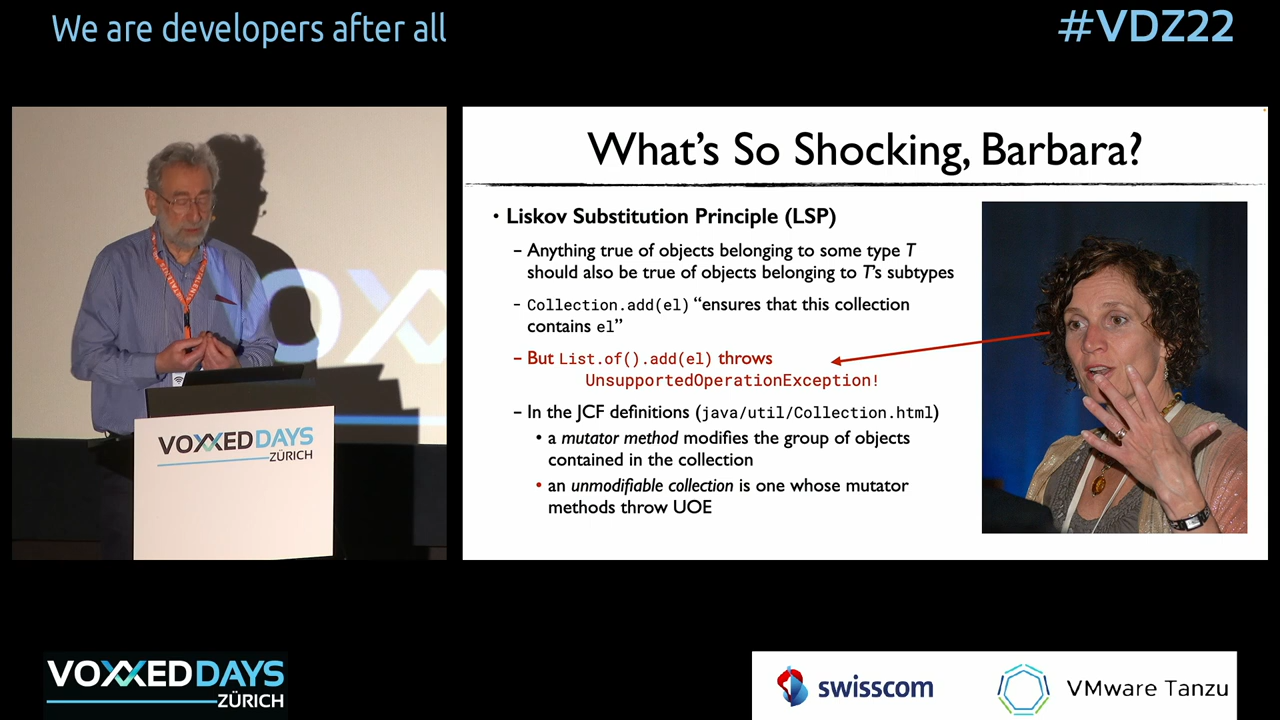 We are developers after all
#VDZ22
What's So Shocking, Barbara?
• Liskov Substitution Principle (LSP)
– Anything true of objects belonging to some type T
should also be true of objects belonging to T's subtypes
– Collection.add(el) “ensures that this collection
contains el”
– But List.of().add(el) throws
UnsupportedOperationException!
– In the JCF definitions (java/util/Collection.html)
• a mutator method modifies the group of objects
contained in the collection
• an unmodifiable collection is one whose mutator
methods throw UOE
VOXXED DAYS
ZÜRICH
VOXXED DAYS
ZÜRICH
swisscom
VMware Tanzu